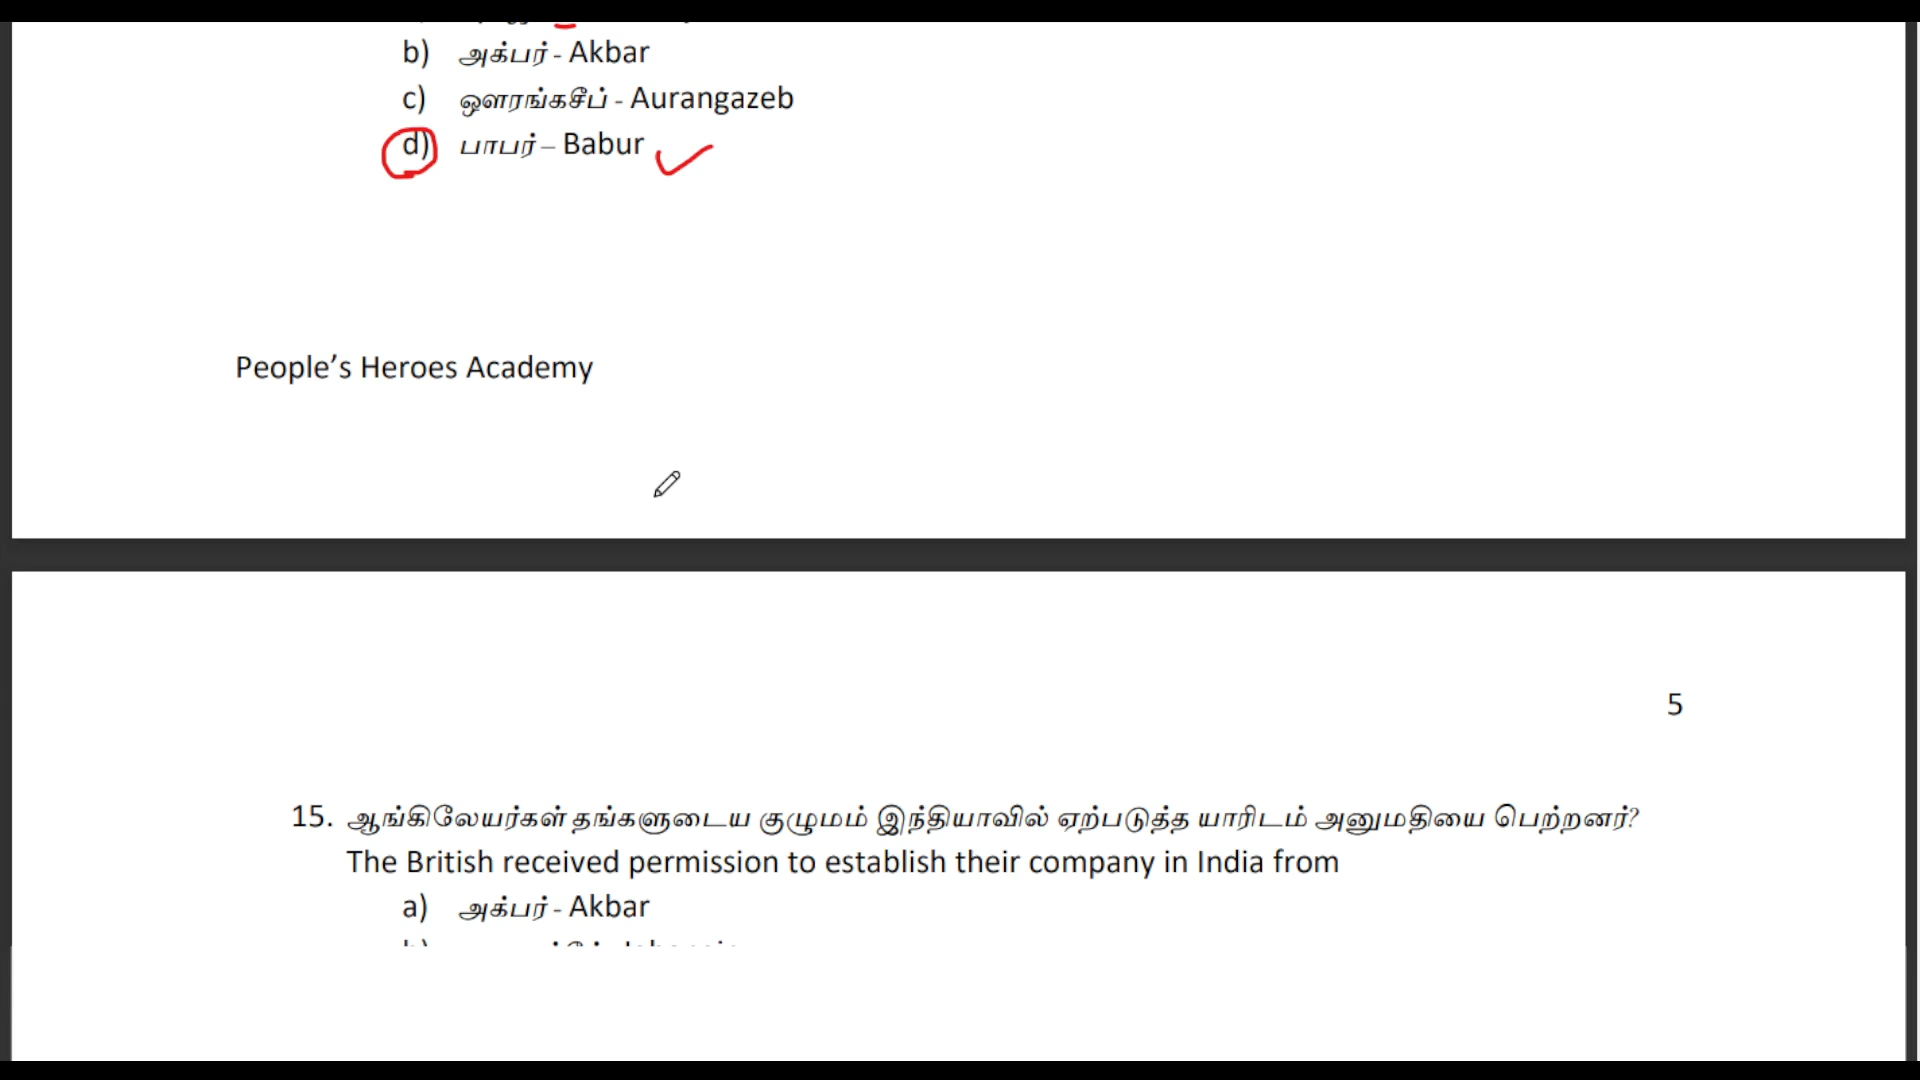 b) அக்பர் - Akbar
c) ஔரங்கசீப் - Aurangazeb
d) பாபர் – Babur
People’s Heroes Academy
5
15. ஆங்கிலேயர்கள் தங்களுடைய குழுமம் இந்தியாவில் ஏற்படுத்த யாரிடம் அனுமதியை பெற்றனர்?
The British received permission to establish their company in India from
a) அக்பர் - Akbar